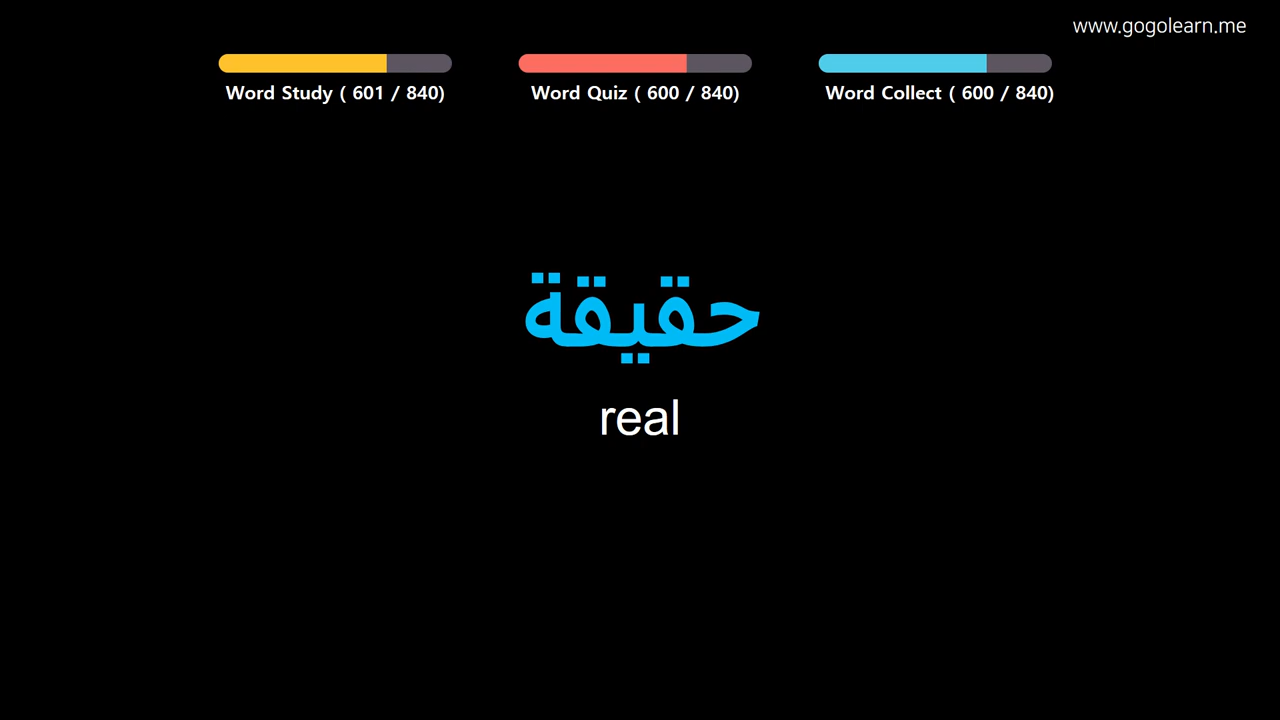 www.gogolearn.me
Word Study ( 601 / 840)
Word Quiz ( 600 / 840)
Word Collect ( 600 / 840)
حقيقة
real